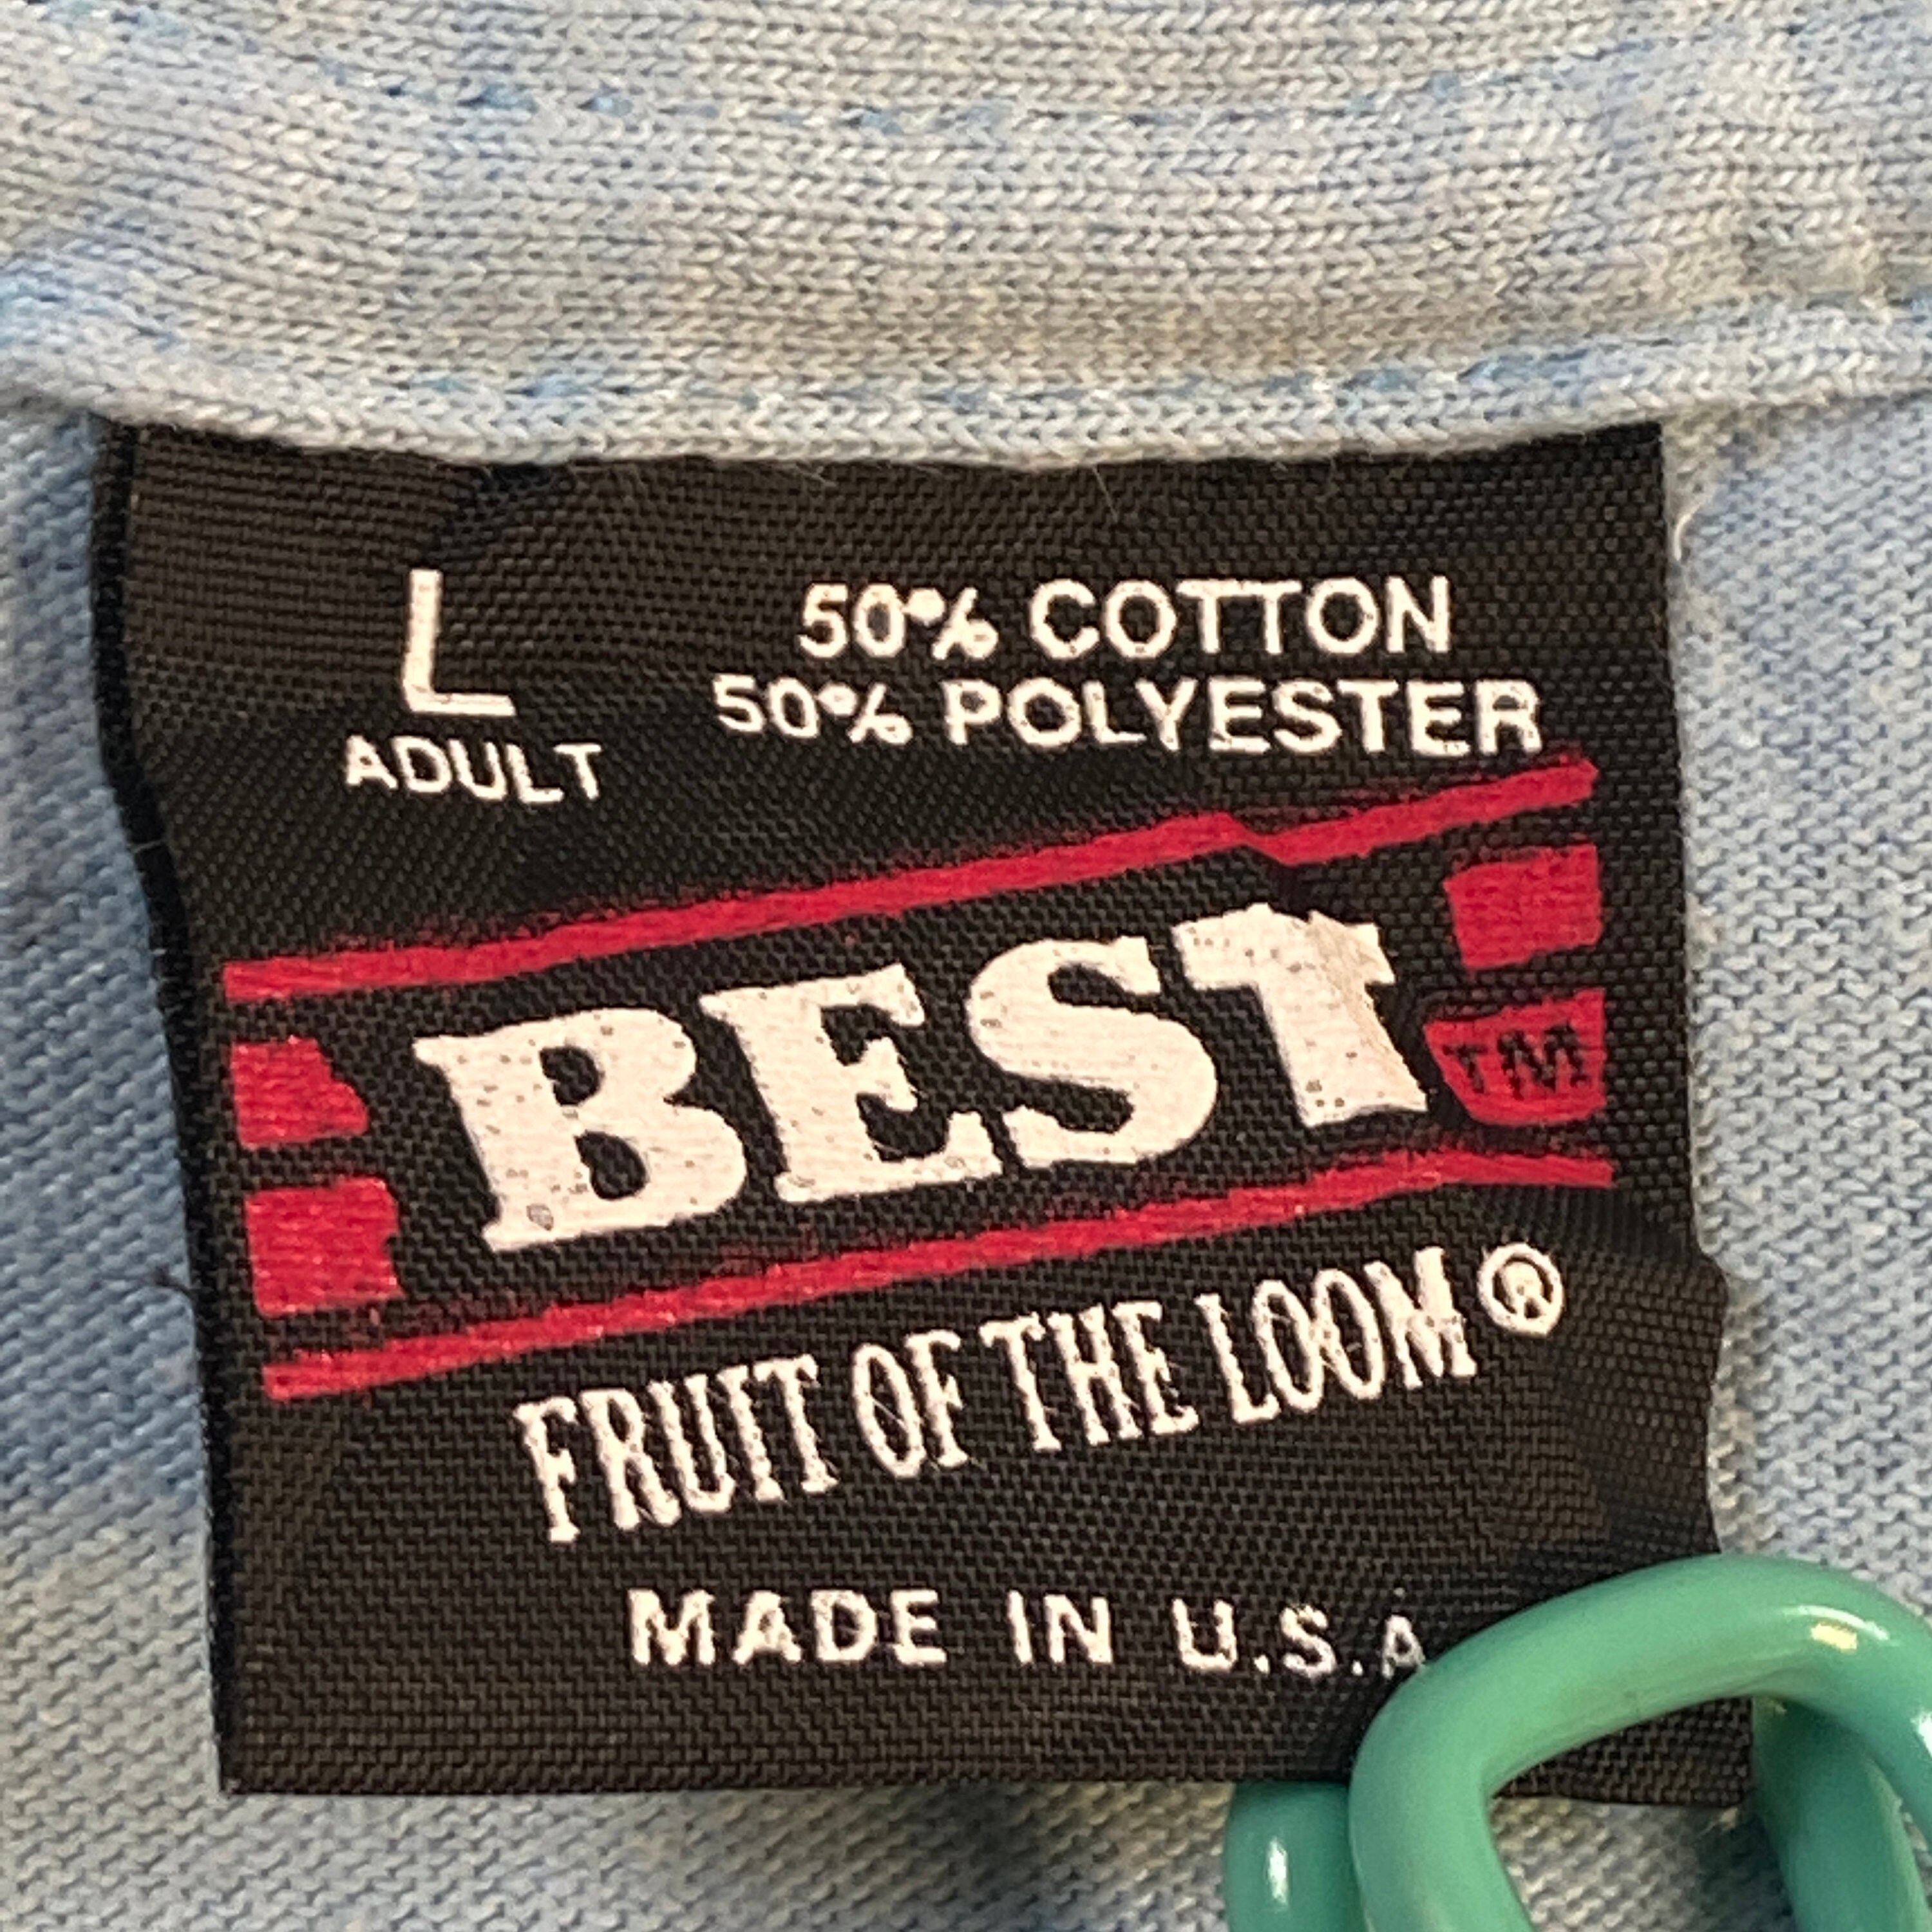 L
ADULT
50% COTTON
50% POLYESTER
BEST
TM
FRUIT OF THE LOOM®
MADE IN U.S.A